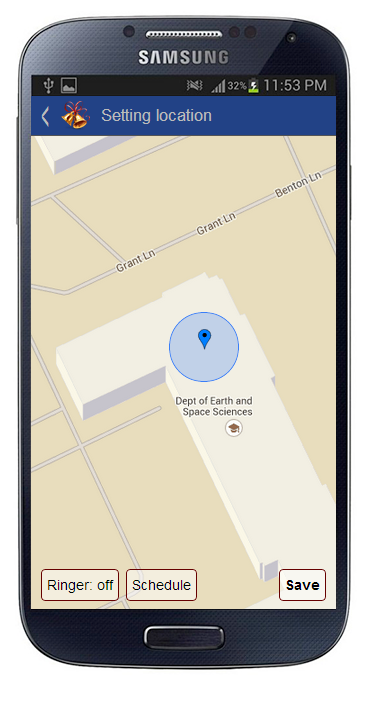 SAMSUNG
32% 11:53 PM
Setting location
Benton Ln
Grant Ln
Grant Ln
Dept of Earth and
Space Sciences
Ringer: off Schedule Save